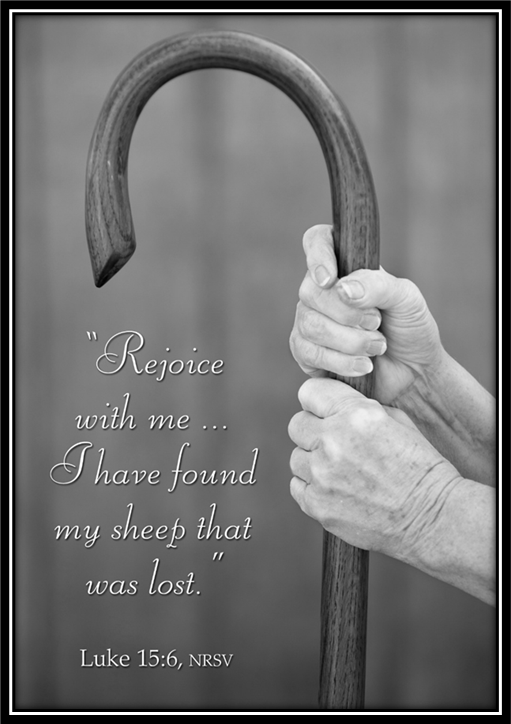 “Rejoice
with me ...
I have found
my sheep that
was lost.”
Luke 15:6, NRSV